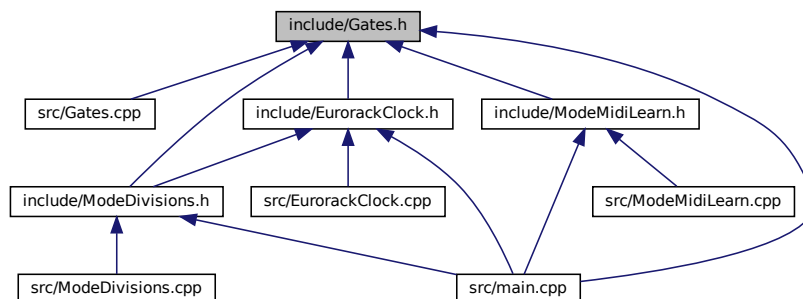 include/Gates.h
src/Gates.cpp
include/EurorackClock.h
include/ModeMidiLearn.h
include/ModeDivisions.h
src/EurorackClock.cpp
src/ModeMidiLearn.cpp
src/ModeDivisions.cpp
src/main.cpp